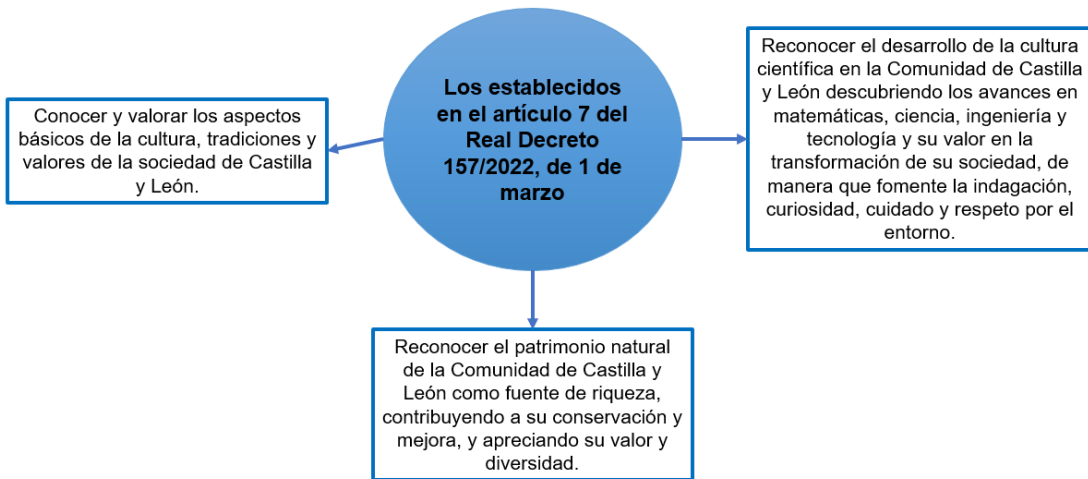 Los establecidos
en el artículo 7 del
Real Decreto
157/2022, de 1 de
marzo
Conocer y valorar los aspectos
básicos de la cultura, tradiciones y
valores de la sociedad de Castilla
y León.
Reconocer el desarrollo de la cultura
científica en la Comunidad de Castilla
y León descubriendo los avances en
matemáticas, ciencia, ingeniería y
tecnología y su valor en la
transformación de su sociedad, de
manera que fomente la indagación,
curiosidad, cuidado y respeto por el
entorno.
Reconocer el patrimonio natural
de la Comunidad de Castilla y
León como fuente de riqueza,
contribuyendo a su conservación y
mejora, y apreciando su valor y
diversidad.